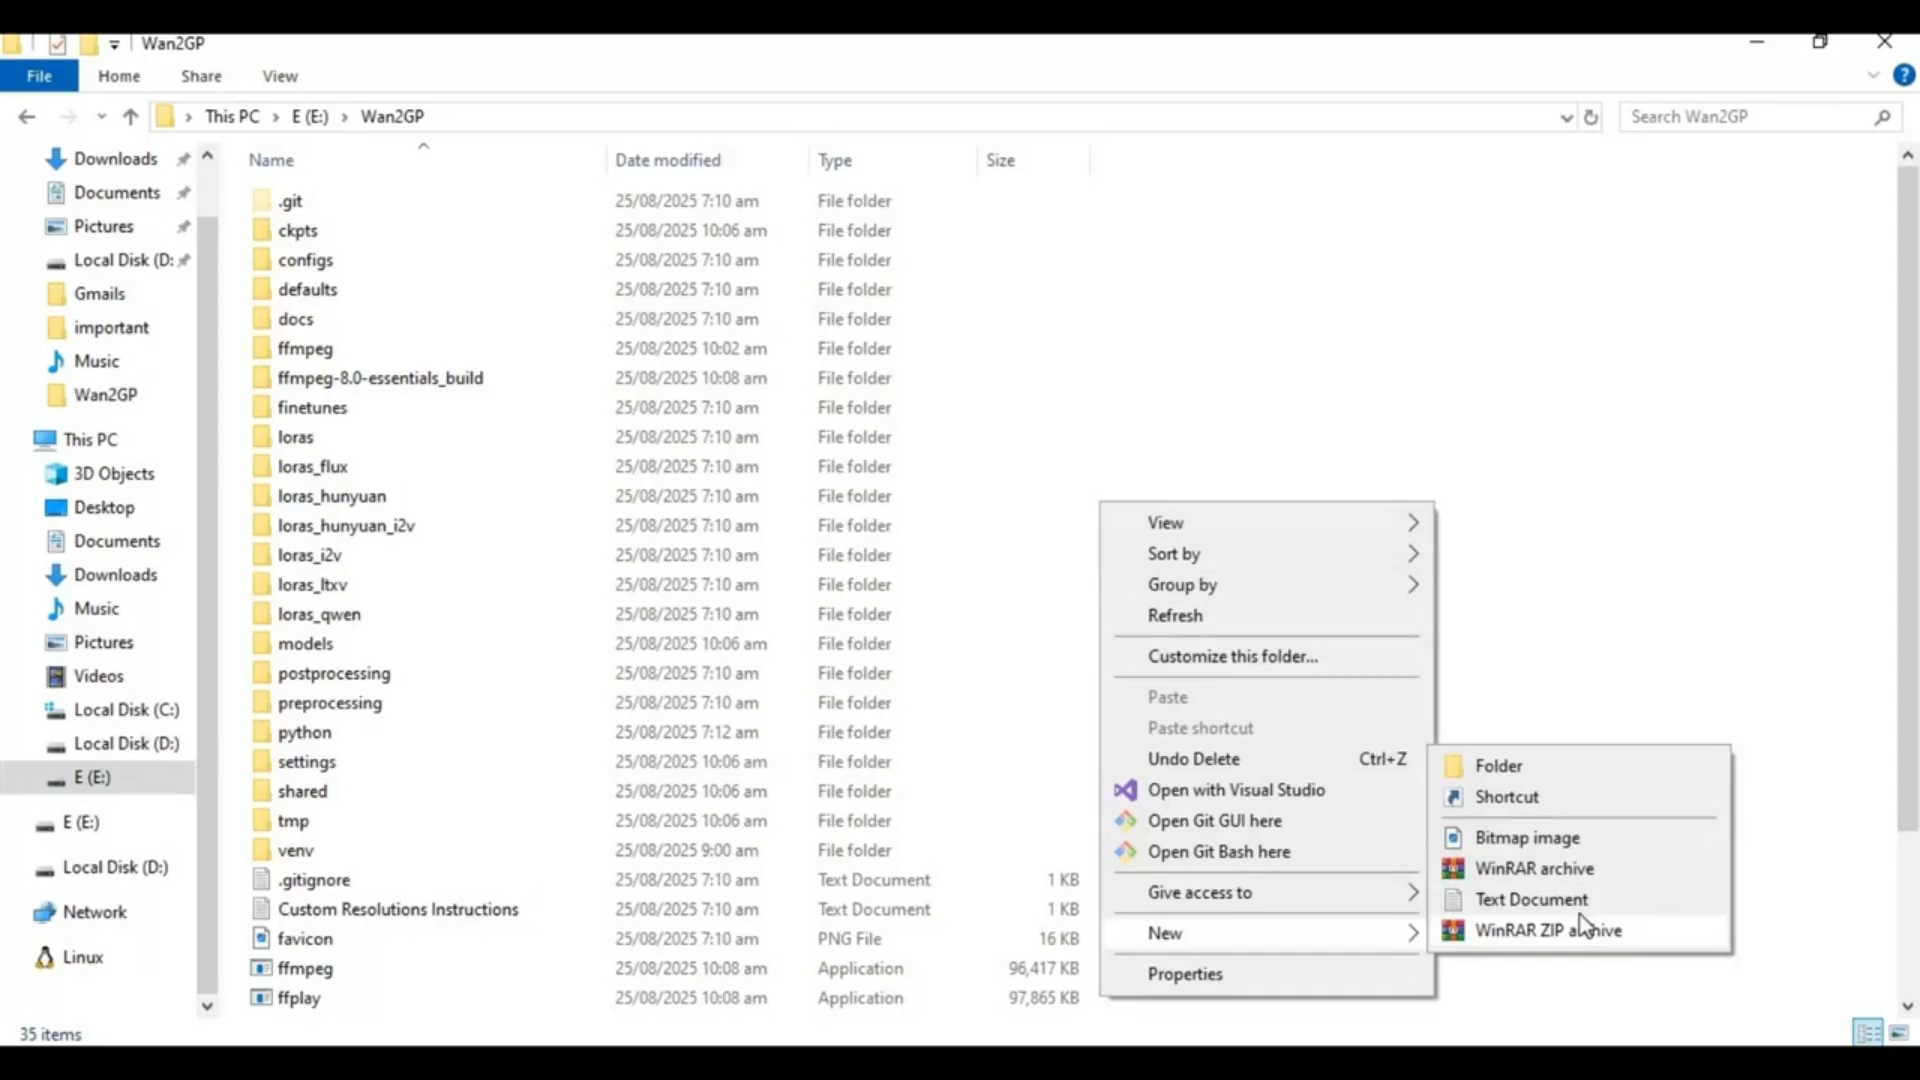 Wan2GP
File Home Share View
This PC > E (E:) > Wan2GP
Search Wan2GP
Downloads
Documents
Pictures
Local Disk (D:
Gmails
important
Music
Wan2GP
This PC
3D Objects
Desktop
Documents
Downloads
Music
Pictures
Videos
Local Disk (C:)
Local Disk (D:)
E (E:)
E (E:)
Local Disk (D:)
Network
Linux
Name Date modified Type Size
.git 25/08/2025 7:10 am File folder
ckpts 25/08/2025 10:06 am File folder
configs 25/08/2025 7:10 am File folder
defaults 25/08/2025 7:10 am File folder
docs 25/08/2025 7:10 am File folder
ffmpeg 25/08/2025 10:02 am File folder
ffmpeg-8.0-essentials_build 25/08/2025 10:08 am File folder
finetunes 25/08/2025 7:10 am File folder
loras 25/08/2025 7:10 am File folder
loras_flux 25/08/2025 7:10 am File folder
loras_hunyuan 25/08/2025 7:10 am File folder
loras_hunyuan_i2v 25/08/2025 7:10 am File folder
loras_i2v 25/08/2025 7:10 am File folder
loras_ltxv 25/08/2025 7:10 am File folder
loras_qwen 25/08/2025 7:10 am File folder
models 25/08/2025 10:06 am File folder
postprocessing 25/08/2025 7:10 am File folder
preprocessing 25/08/2025 7:10 am File folder
python 25/08/2025 7:12 am File folder
settings 25/08/2025 10:06 am File folder
shared 25/08/2025 10:06 am File folder
tmp 25/08/2025 10:06 am File folder
venv 25/08/2025 9:00 am File folder
.gitignore 25/08/2025 7:10 am Text Document 1 KB
Custom Resolutions Instructions 25/08/2025 7:10 am Text Document 1 KB
favicon 25/08/2025 7:10 am PNG File 16 KB
ffmpeg 25/08/2025 10:08 am Application 96,417 KB
ffplay 25/08/2025 10:08 am Application 97,865 KB
View
Sort by
Group by
Refresh
Customize this folder...
Paste
Paste shortcut
Undo Delete Ctrl+Z
Open with Visual Studio
Open Git GUI here
Open Git Bash here
Give access to
New
Properties
Folder
Shortcut
Bitmap image
WinRAR archive
Text Document
WinRAR ZIP archive
35 items